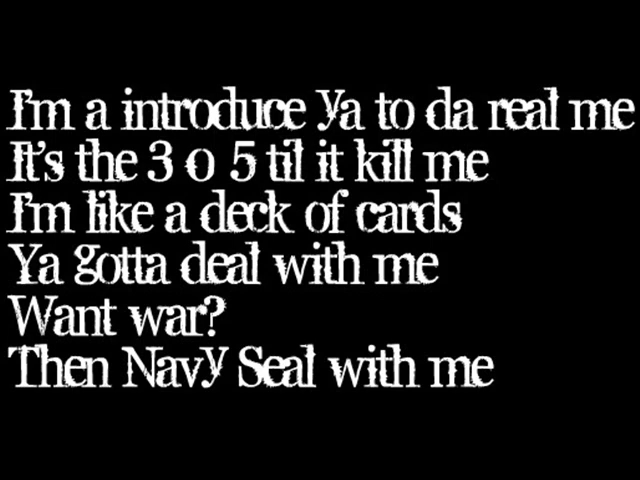 I'm a introduce Ya to da real me
It's the 3 0 5 til it kill me
I'm like a deck of cards
Ya gotta deal with me
Want war?
Then Navy Seal with me